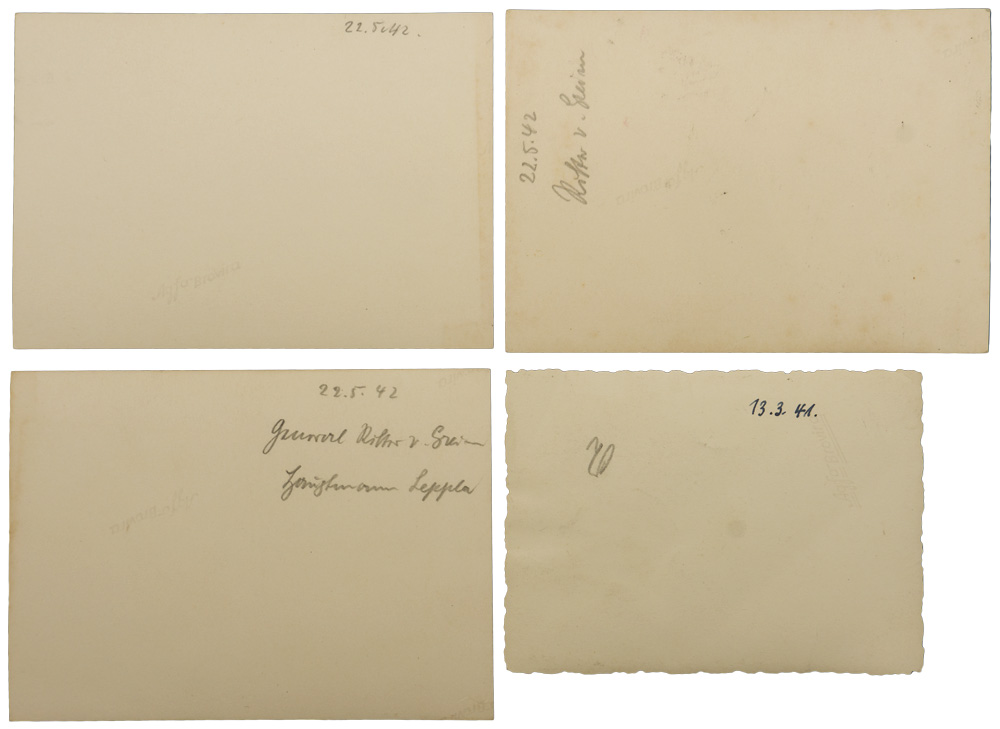 22.5.42.
22.5.42
Ritter v. Greim
22.5.42
General Ritter v. Greim
Hauptmann Leppla
13.3.41.